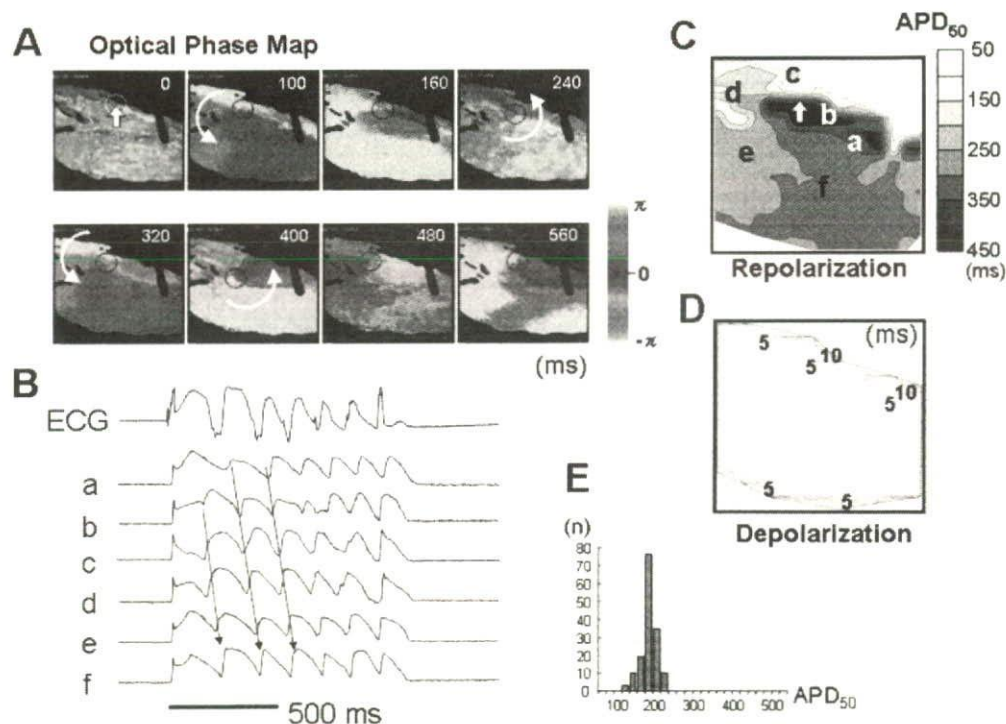 A
Optical Phase Map
0
100
160
240
320
400
480
560
(ms)
π
0
-π
B
ECG
a
b
c
d
e
f
500 ms
C
APD50
50
150
250
350
450
(ms)
c
d
b
a
e
f
Repolarization
D
(ms)
5
10
5
10
5
5
5
Depolarization
E
(n)
80
70
60
50
40
30
20
10
0
100 200 300 400 500
APD50